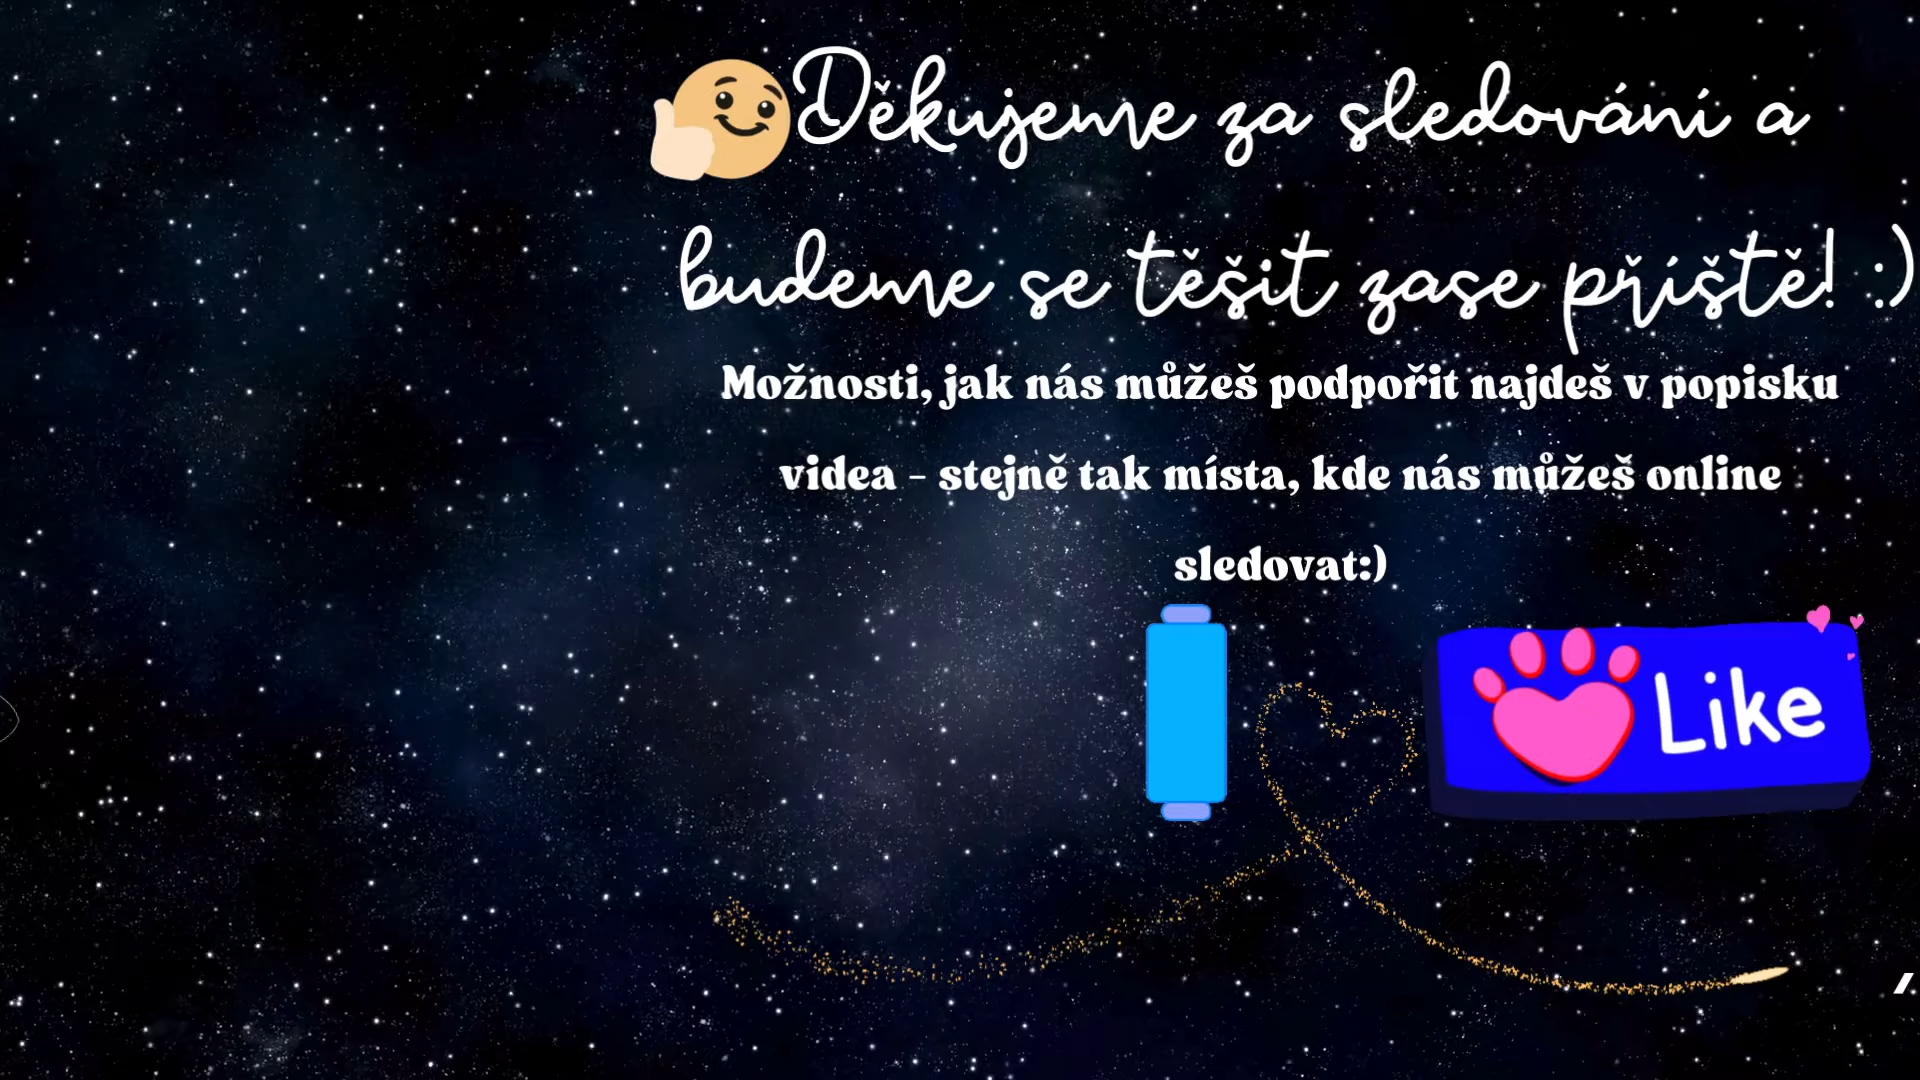 Děkujeme za sledování a
budeme se těšit zase příště! :)
Možnosti, jak nás můžeš podpořit najdeš v popisku
videa - stejně tak místa, kde nás můžeš online
sledovat:)
Like